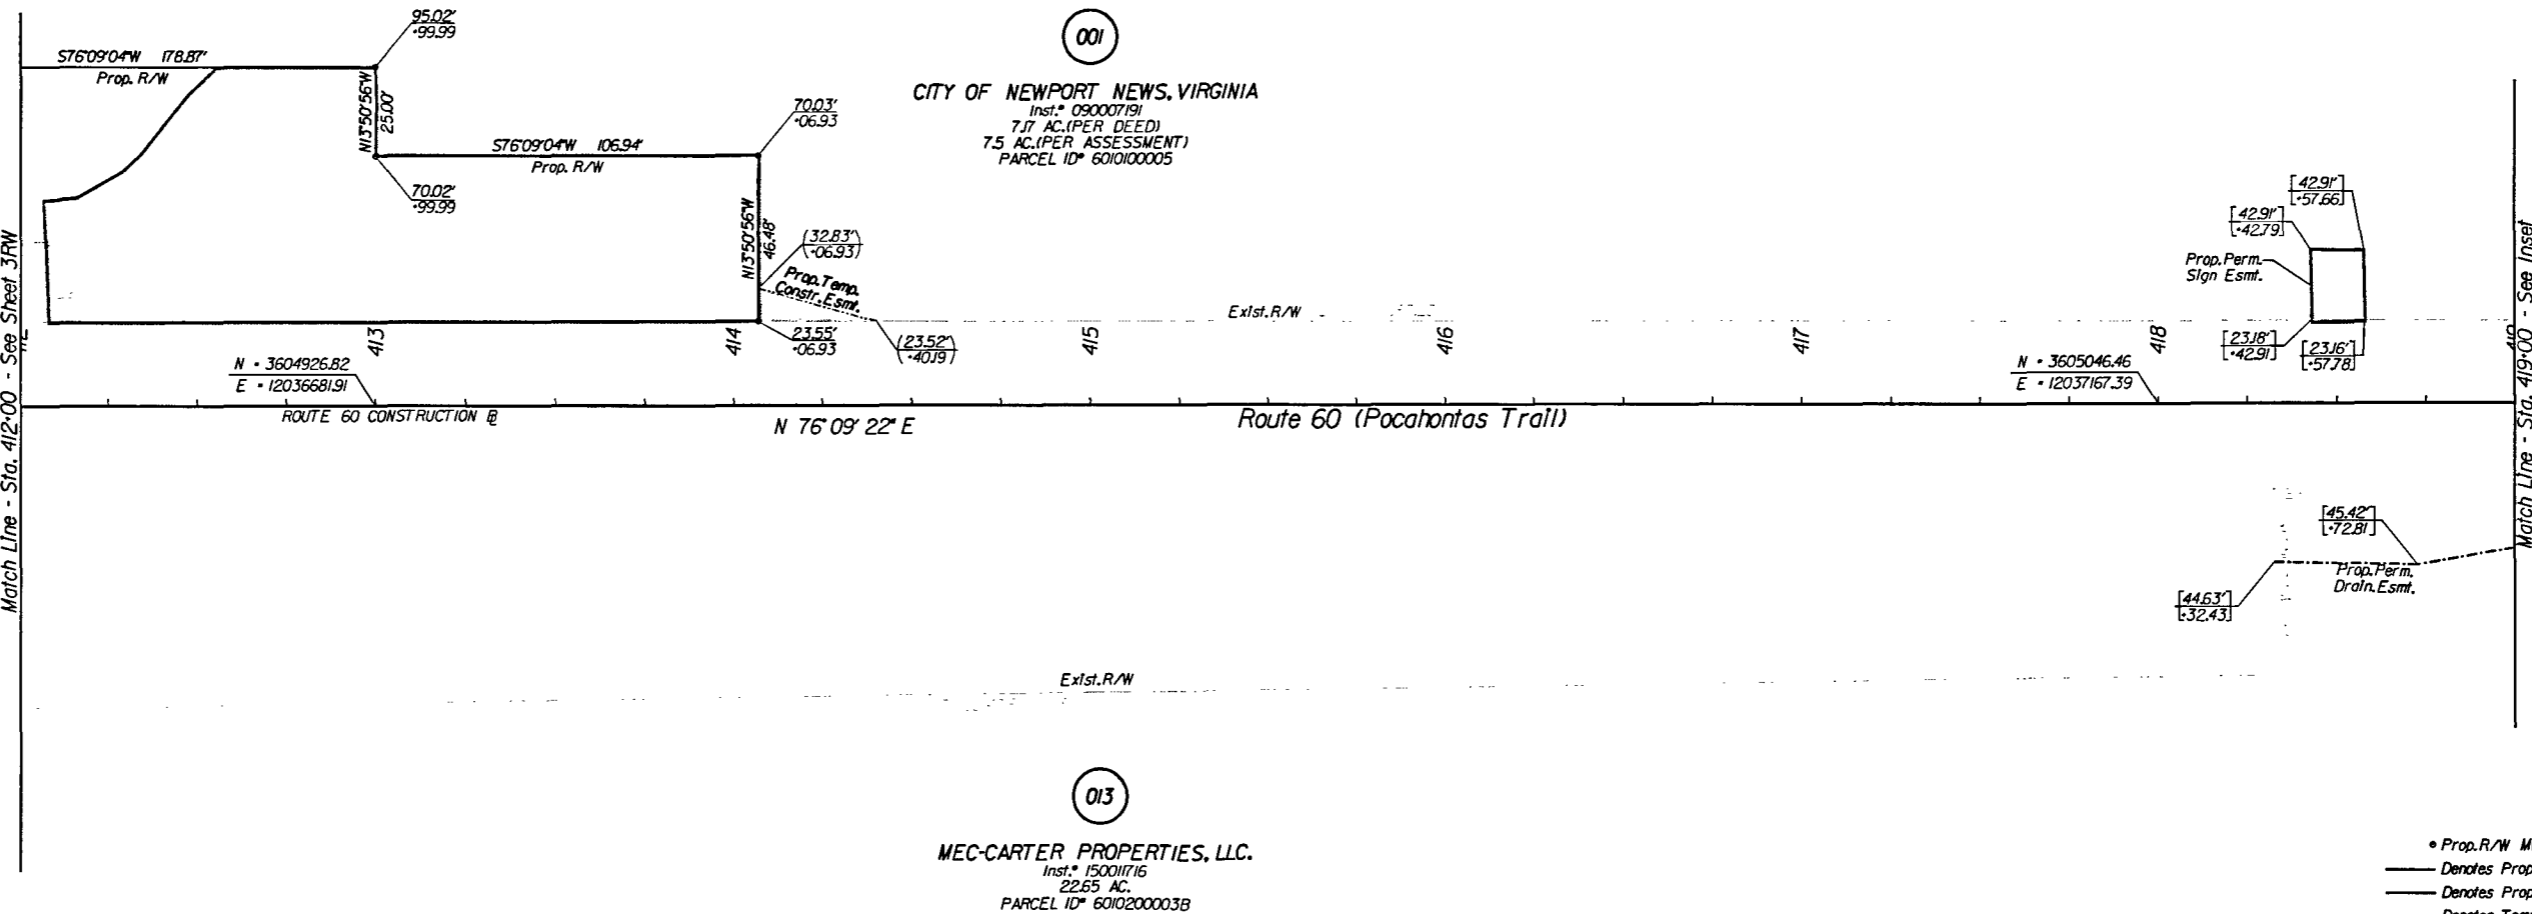 95.02'
+99.99
S76°09'04"W 178.87'
Prop. R/W
N13°50'56"W
25.00'
70.02'
+99.99
S76°09'04"W 106.94'
Prop. R/W
70.03'
+06.93
N13°50'56"W
46.48'
(32.83')
(+06.93)
Prop. Temp.
Constr. Esmt.
23.55'
+06.93
(23.52')
(+40.19)
001
CITY OF NEWPORT NEWS, VIRGINIA
Inst.# 090007191
7.17 AC. (PER DEED)
7.5 AC. (PER ASSESSMENT)
PARCEL ID# 6010100005
[42.91']
[+57.66]
[42.91']
[+42.79]
Prop. Perm.
Sign Esmt.
[23.18']
[+42.91]
[23.16']
[+57.78]
Exist. R/W
Match Line - Sta. 412+00 - See Sheet 3RW
413
414
415
416
417
418
Match Line - Sta. 419+00 - See Inset
N = 3604926.82
E = 12036681.91
N = 3605046.46
E = 12037167.39
ROUTE 60 CONSTRUCTION BL
N 76°09'22" E
Route 60 (Pocahontas Trail)
[45.42']
[+72.81]
Prop. Perm.
Drain. Esmt.
[44.63']
[+32.43]
Exist. R/W
013
MEC-CARTER PROPERTIES, LLC.
Inst.# 150011716
22.65 AC.
PARCEL ID# 6010200003B
Prop. R/W M
Denotes Prop
Denotes Prop
Denotes Tem